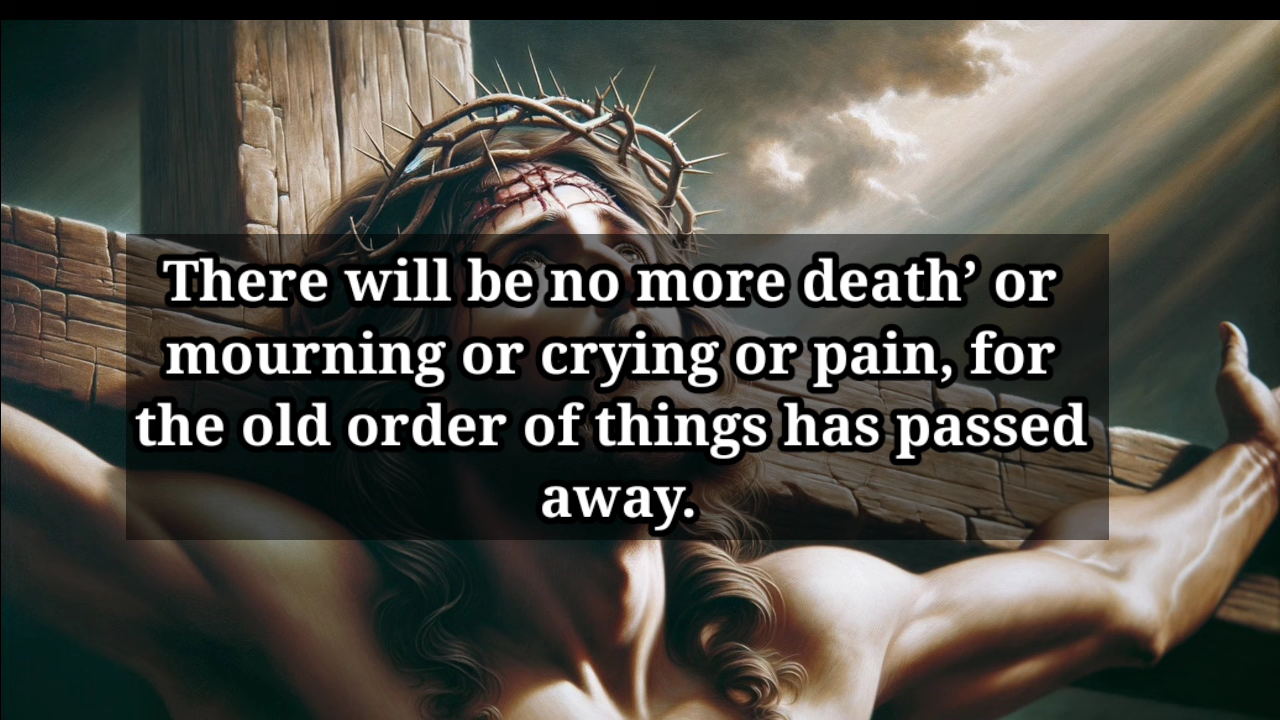 There will be no more death’ or
mourning or crying or pain, for
the old order of things has passed
away.